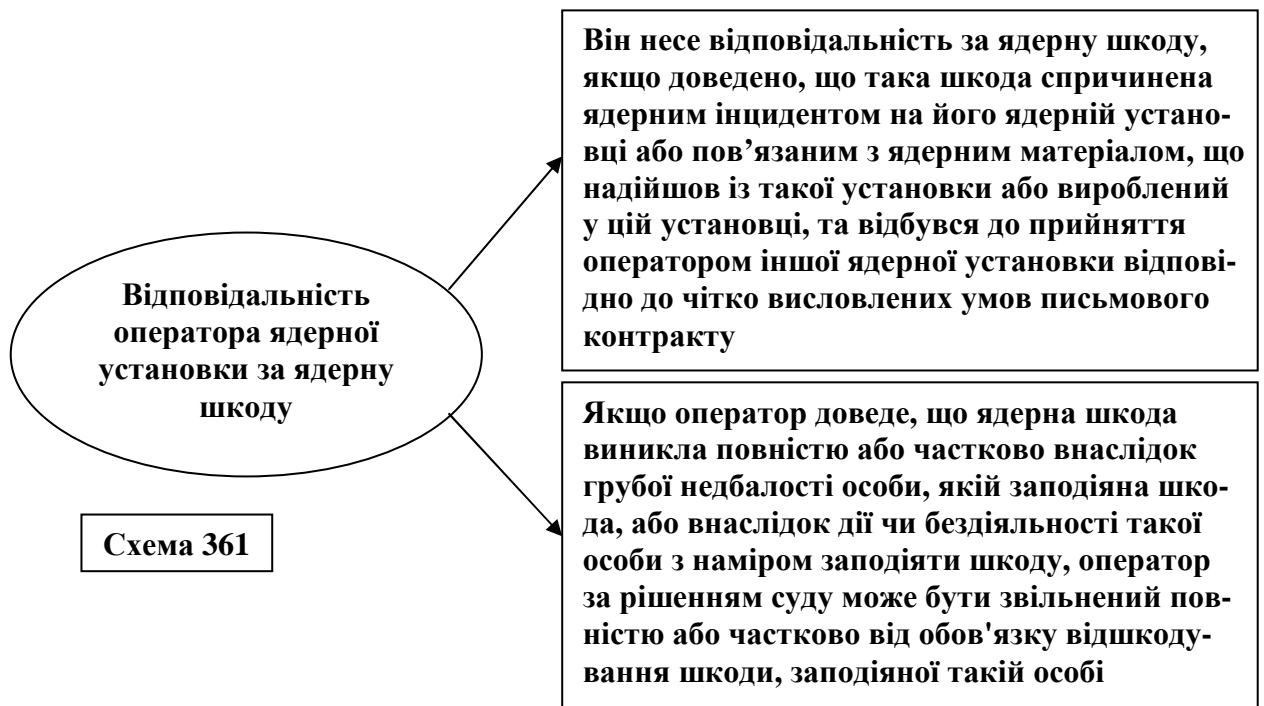 Він несе відповідальність за ядерну шкоду,
якщо доведено, що така шкода спричинена
ядерним інцидентом на його ядерній устано-
вці або пов’язаним з ядерним матеріалом, що
надійшов із такої установки або вироблений
у цій установці, та відбувся до прийняття
оператором іншої ядерної установки відпові-
дно до чітко висловлених умов письмового
контракту
Відповідальність
оператора ядерної
установки за ядерну
шкоду
Якщо оператор доведе, що ядерна шкода
виникла повністю або частково внаслідок
грубої недбалості особи, якій заподіяна шко-
да, або внаслідок дії чи бездіяльності такої
особи з наміром заподіяти шкоду, оператор
за рішенням суду може бути звільнений пов-
ністю або частково від обов'язку відшкоду-
вання шкоди, заподіяної такій особі
Схема 361